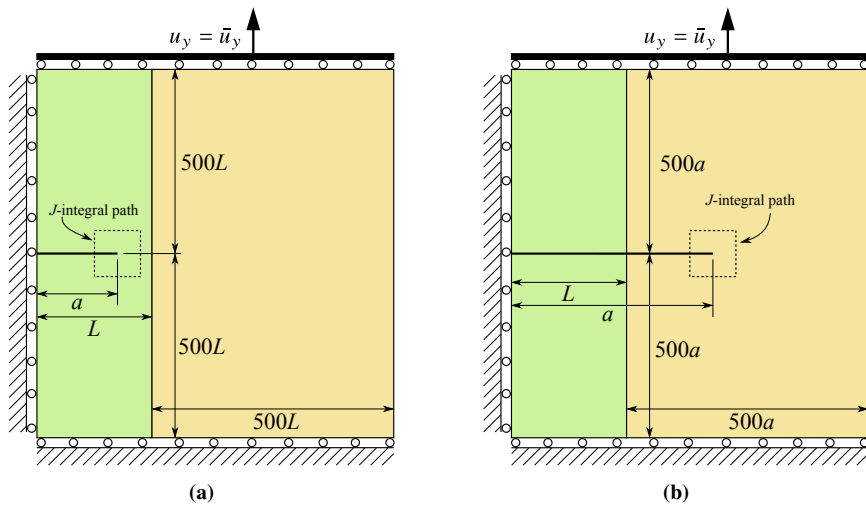 u_y = ū_y
500L
J-integral path
a
L
500L
500L
(a)
u_y = ū_y
500a
J-integral path
L
a
500a
500a
(b)